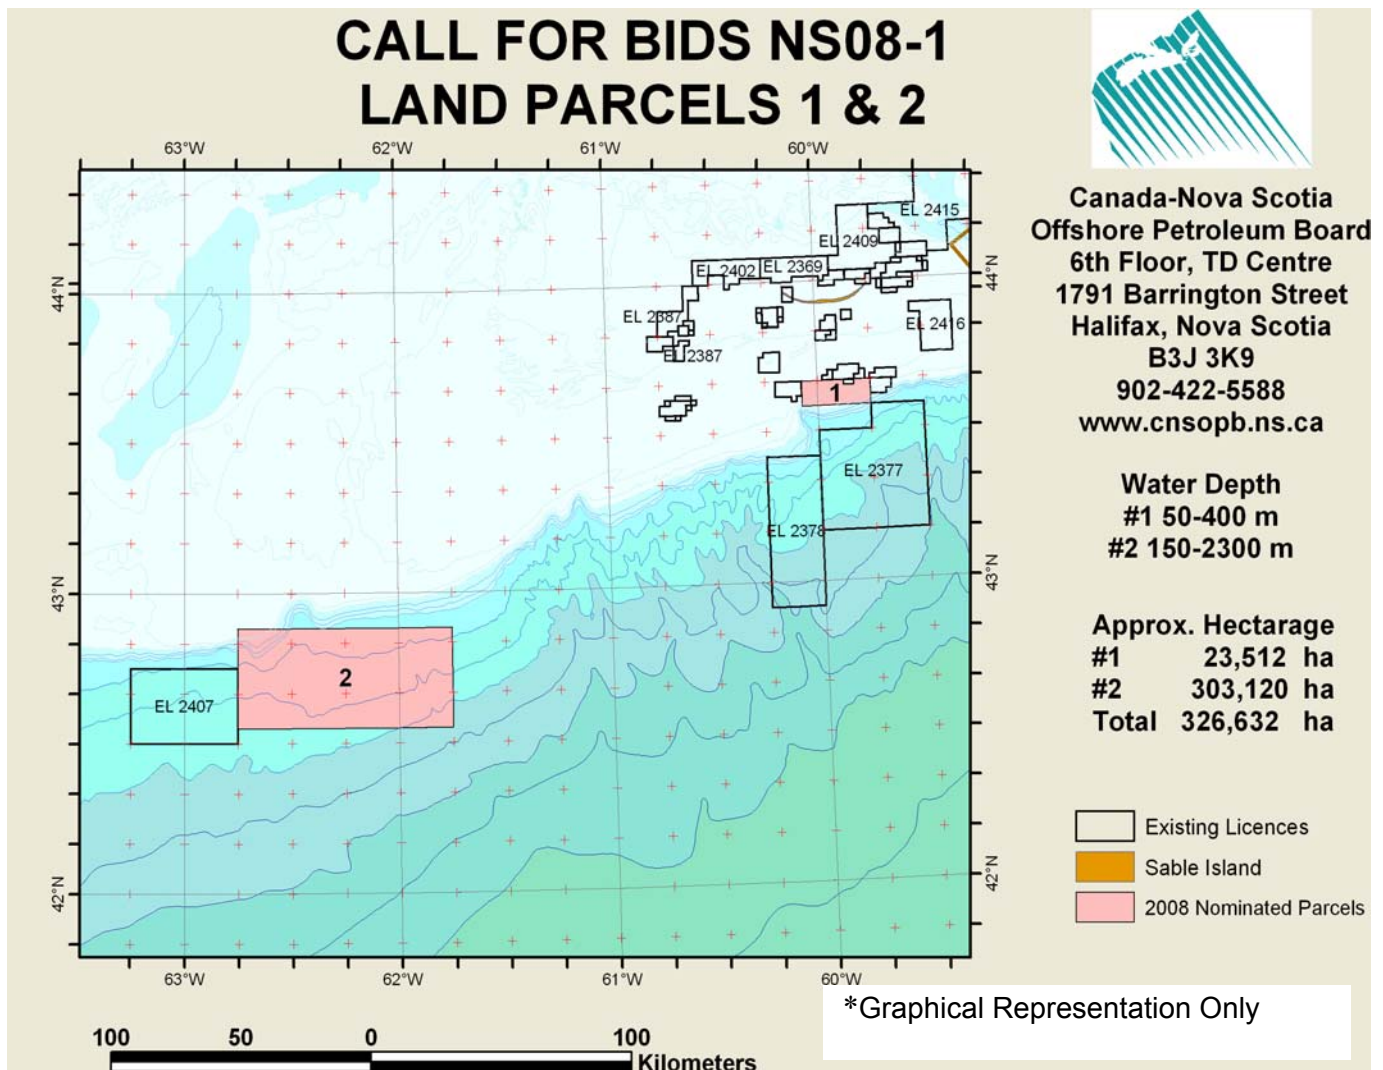 CALL FOR BIDS NS08-1
LAND PARCELS 1 & 2
63°W 62°W 61°W 60°W
44°N
43°N
42°N
44°N
43°N
42°N
EL 2415
EL 2409
EL 2402
EL 2369
EL 2387
EL 2416
EL 2387
1
EL 2377
EL 2378
2
EL 2407
63°W 62°W 61°W 60°W
Canada-Nova Scotia
Offshore Petroleum Board
6th Floor, TD Centre
1791 Barrington Street
Halifax, Nova Scotia
B3J 3K9
902-422-5588
www.cnsopb.ns.ca
Water Depth
#1 50-400 m
#2 150-2300 m
Approx. Hectarage
#1 23,512 ha
#2 303,120 ha
Total 326,632 ha
Existing Licences
Sable Island
2008 Nominated Parcels
*Graphical Representation Only
100 50 0 100
Kilometers